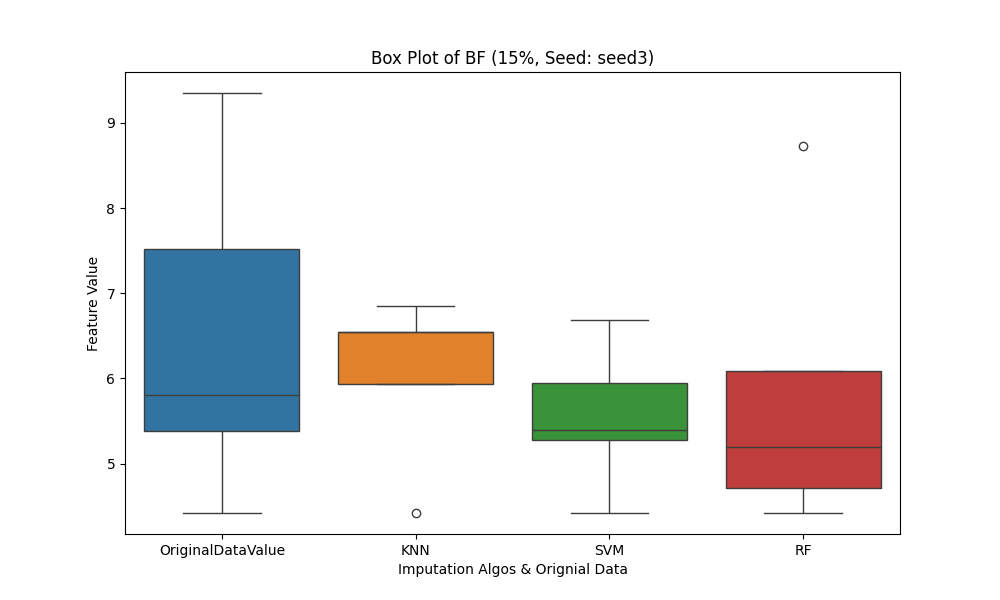 Box Plot of BF (15%, Seed: seed3)
9
8
7
6
5
Feature Value
OriginalDataValue KNN SVM RF
Imputation Algos & Orignial Data